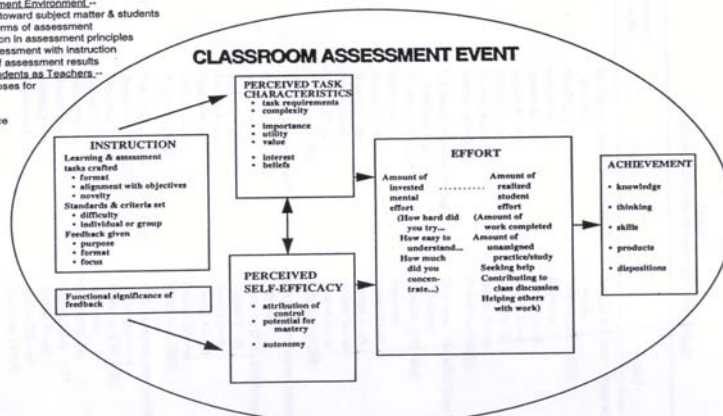 ment Environment --
toward subject matter & students
rms of assessment
on in assessment principles
essment with instruction
f assessment results
udents as Teachers --
oses for
ce
CLASSROOM ASSESSMENT EVENT
INSTRUCTION
Learning & assessment
tasks crafted
• format
• alignment with objectives
• novelty
Standards & criteria set
• difficulty
• individual or group
Feedback given
• purpose
• format
• focus
Functional significance of
feedback
PERCEIVED TASK
CHARACTERISTICS
• task requirements
• complexity
• importance
• utility
• value
• interest
• beliefs
PERCEIVED
SELF-EFFICACY
• attribution of
control
• potential for
mastery
• autonomy
EFFORT
Amount of
invested
mental
effort
(How hard did
you try...
How easy to
understand...
How much
did you
concen-
trate...)
..........
Amount of
realized
student
effort
(Amount of
work completed
Amount of
unassigned
practice/study
Seeking help
Contributing to
class discussion
Helping others
with work)
ACHIEVEMENT
• knowledge
• thinking
• skills
• products
• dispositions